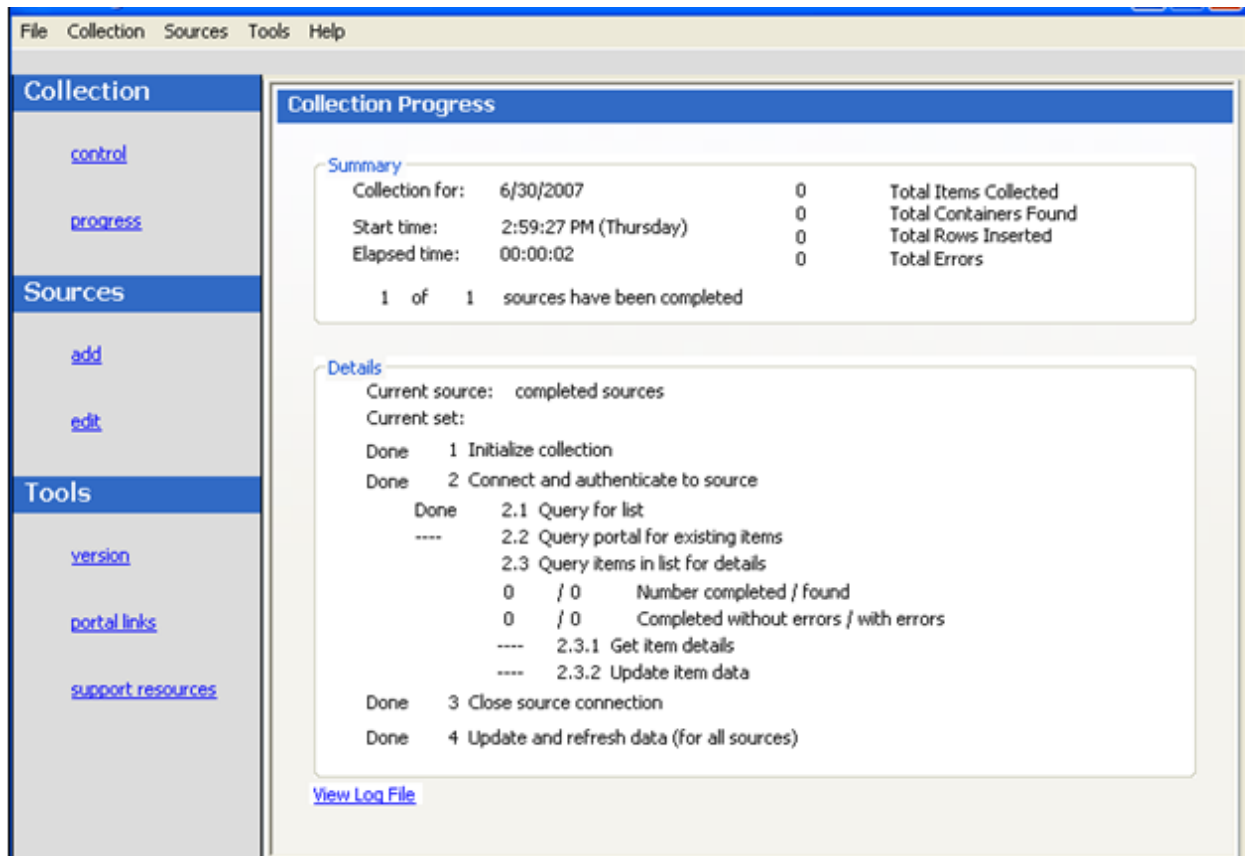 File Collection Sources Tools Help
Collection
control
progress
Sources
add
edit
Tools
version
portal links
support resources
Collection Progress
Summary
Collection for: 6/30/2007 0 Total Items Collected
0 Total Containers Found
Start time: 2:59:27 PM (Thursday) 0 Total Rows Inserted
Elapsed time: 00:00:02 0 Total Errors
1 of 1 sources have been completed
Details
Current source: completed sources
Current set:
Done 1 Initialize collection
Done 2 Connect and authenticate to source
Done 2.1 Query for list
---- 2.2 Query portal for existing items
2.3 Query items in list for details
0 / 0 Number completed / found
0 / 0 Completed without errors / with errors
---- 2.3.1 Get item details
---- 2.3.2 Update item data
Done 3 Close source connection
Done 4 Update and refresh data (for all sources)
View Log File